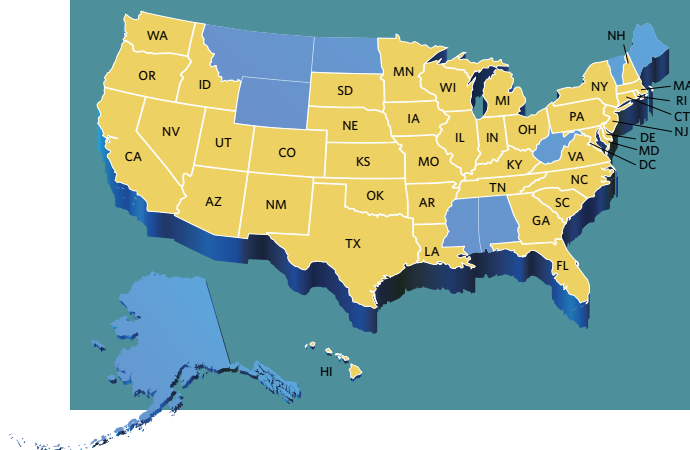 WA
OR
ID
NV
CA
UT
AZ
CO
NM
SD
NE
KS
OK
TX
MN
IA
MO
AR
LA
WI
IL
MI
IN
OH
KY
TN
GA
FL
SC
NC
VA
PA
NY
NH
MA
RI
CT
NJ
DE
MD
DC
HI